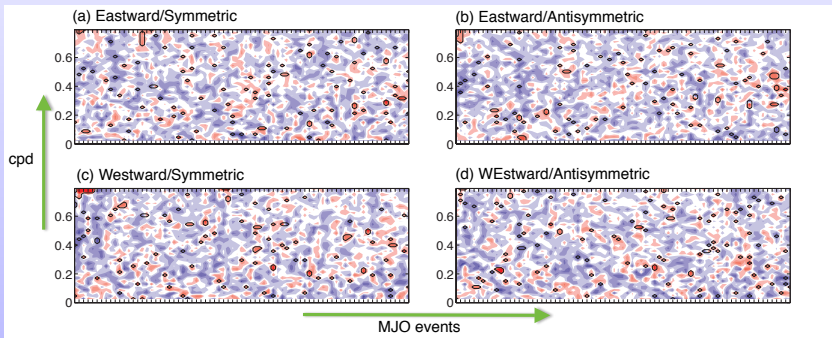 (a) Eastward/Symmetric
(b) Eastward/Antisymmetric
0.6
0.4
0.2
0
0.6
0.4
0.2
0
cpd
(c) Westward/Symmetric
(d) WEstward/Antisymmetric
0.6
0.4
0.2
0
0.6
0.4
0.2
0
MJO events